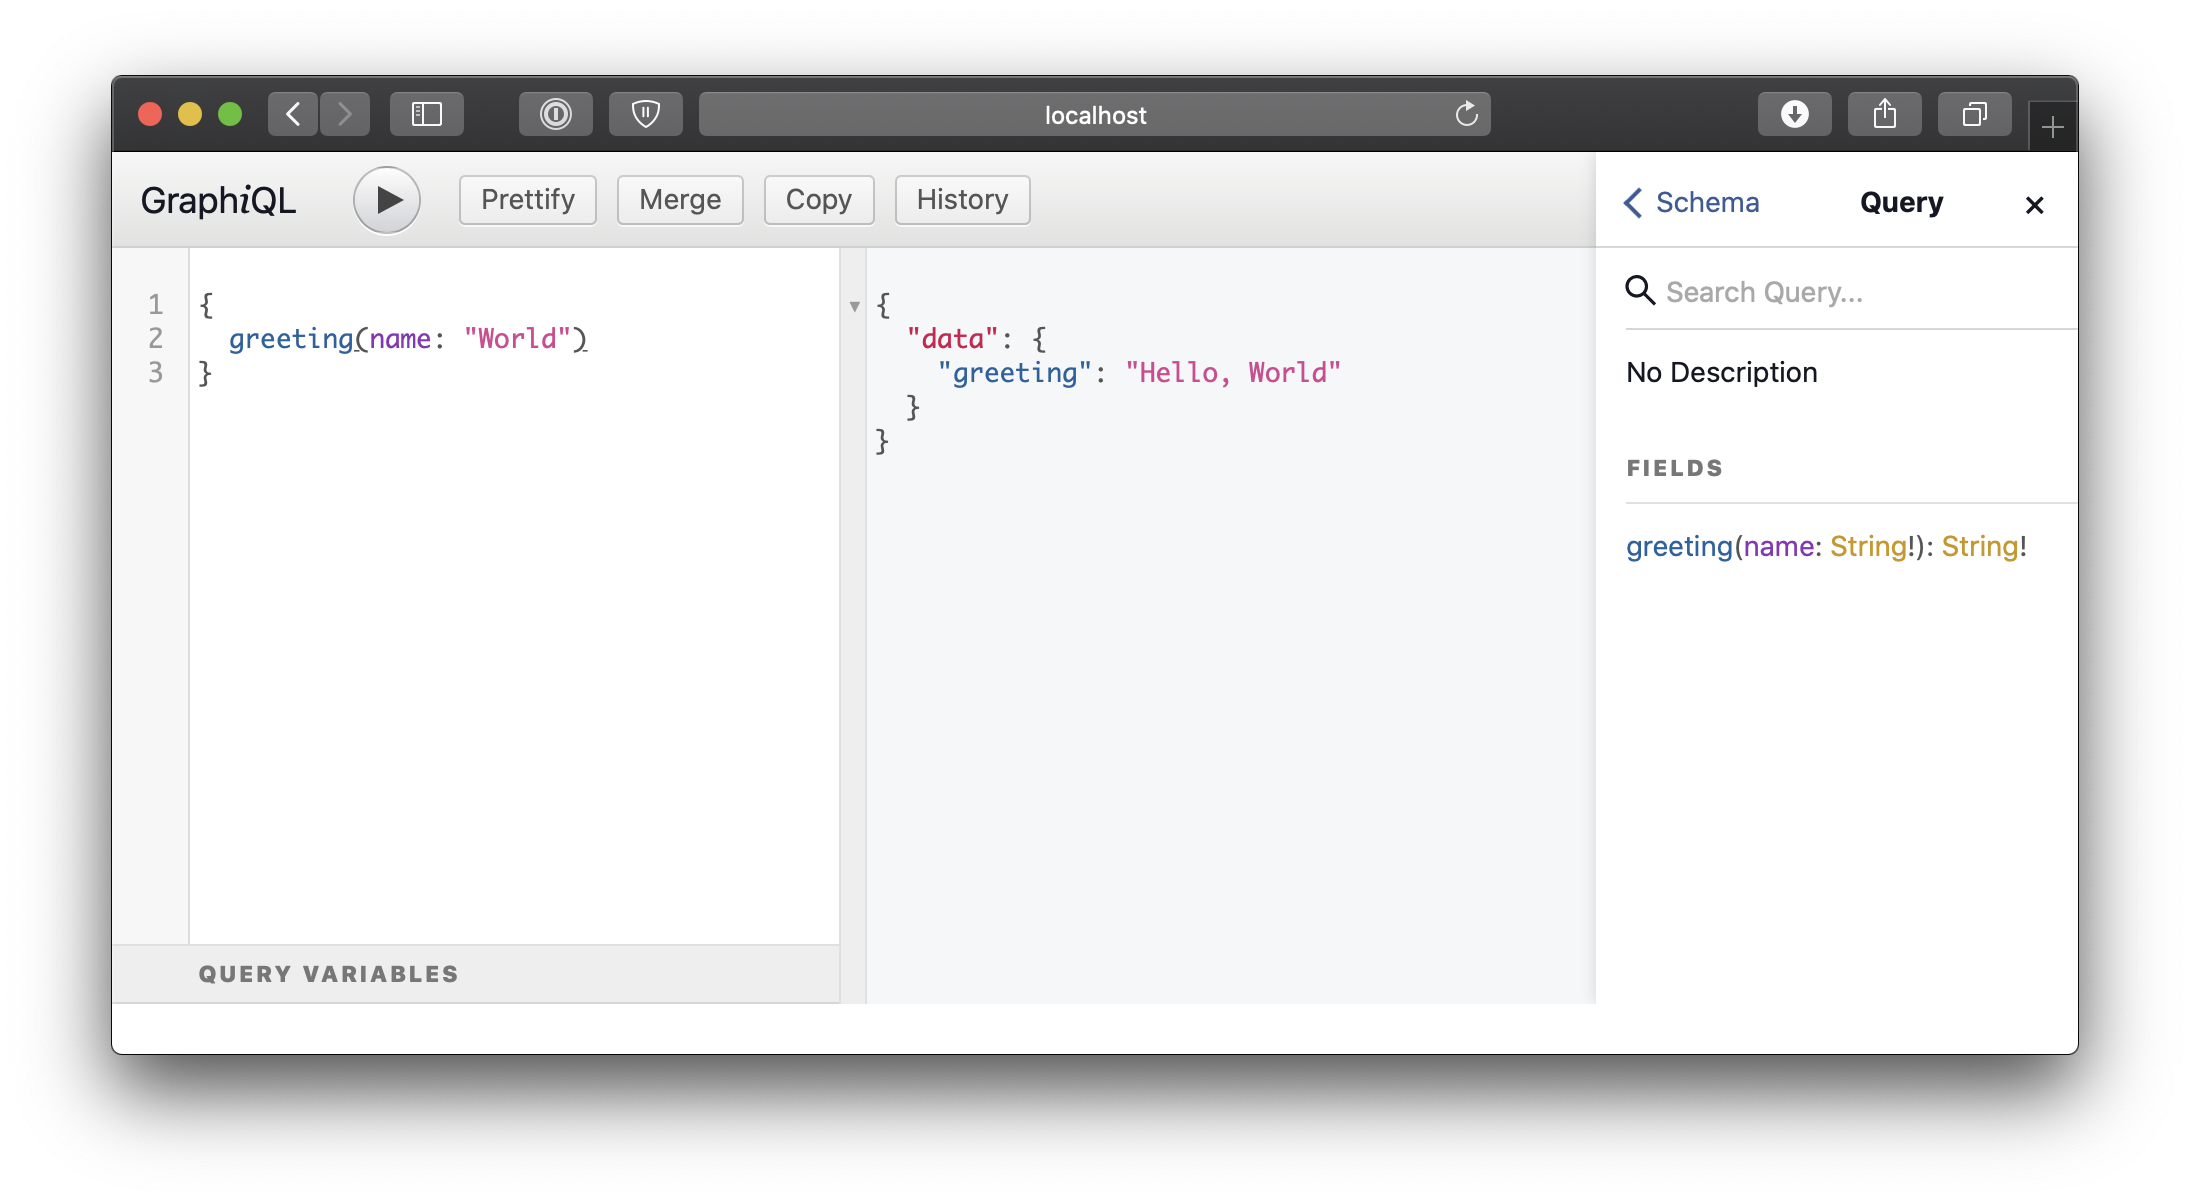 localhost
GraphiQL
Prettify
Merge
Copy
History
Schema
Query
1 {
2   greeting(name: "World")
3 }
{
  "data": {
    "greeting": "Hello, World"
  }
}
Search Query...
No Description
FIELDS
greeting(name: String!): String!
QUERY VARIABLES